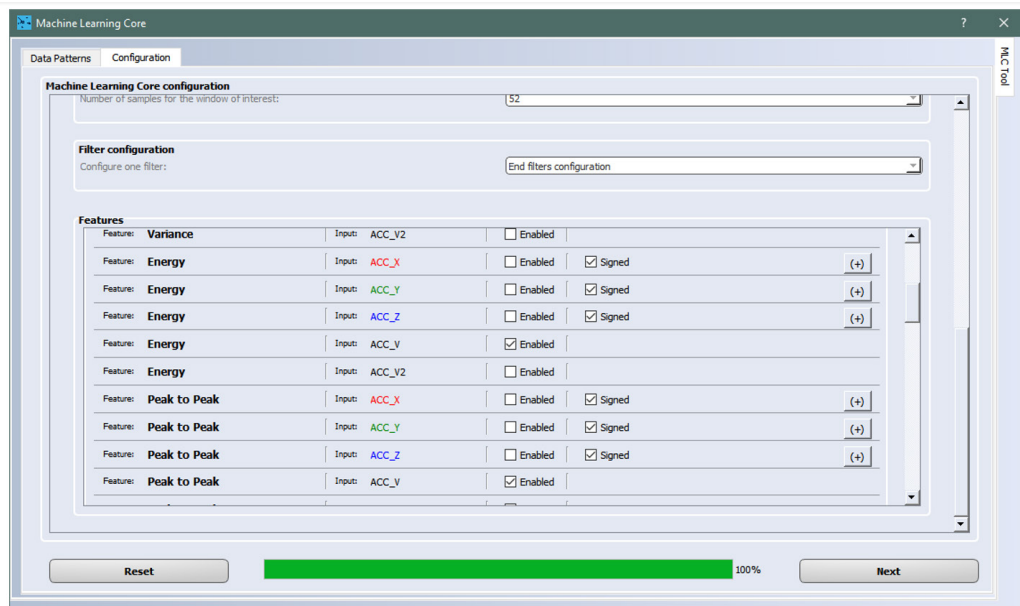 Machine Learning Core ? ×
Data Patterns Configuration
MLC Tool
Machine Learning Core configuration
Number of samples for the window of interest: 52
Filter configuration
Configure one filter: End filters configuration
Features
Feature: Variance Input: ACC_V2 Enabled
Feature: Energy Input: ACC_X Enabled Signed (+)
Feature: Energy Input: ACC_Y Enabled Signed (+)
Feature: Energy Input: ACC_Z Enabled Signed (+)
Feature: Energy Input: ACC_V Enabled
Feature: Energy Input: ACC_V2 Enabled
Feature: Peak to Peak Input: ACC_X Enabled Signed (+)
Feature: Peak to Peak Input: ACC_Y Enabled Signed (+)
Feature: Peak to Peak Input: ACC_Z Enabled Signed (+)
Feature: Peak to Peak Input: ACC_V Enabled
Reset 100% Next